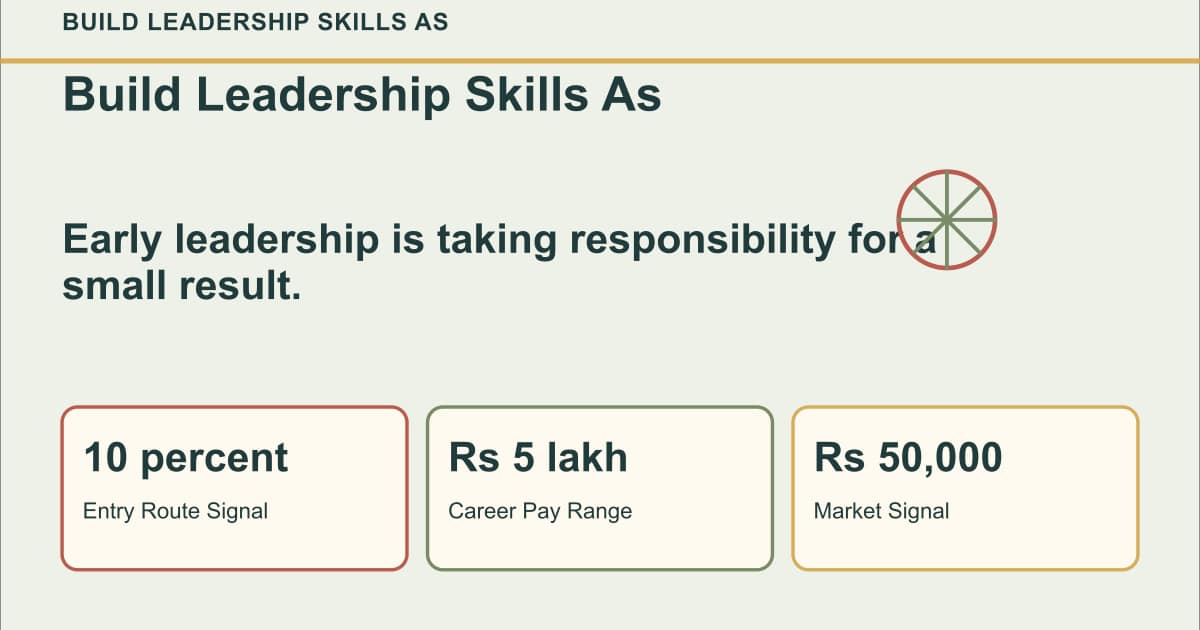 BUILD LEADERSHIP SKILLS AS
Build Leadership Skills As
Early leadership is taking responsibility for a
small result.
10 percent
Entry Route Signal
Rs 5 lakh
Career Pay Range
Rs 50,000
Market Signal